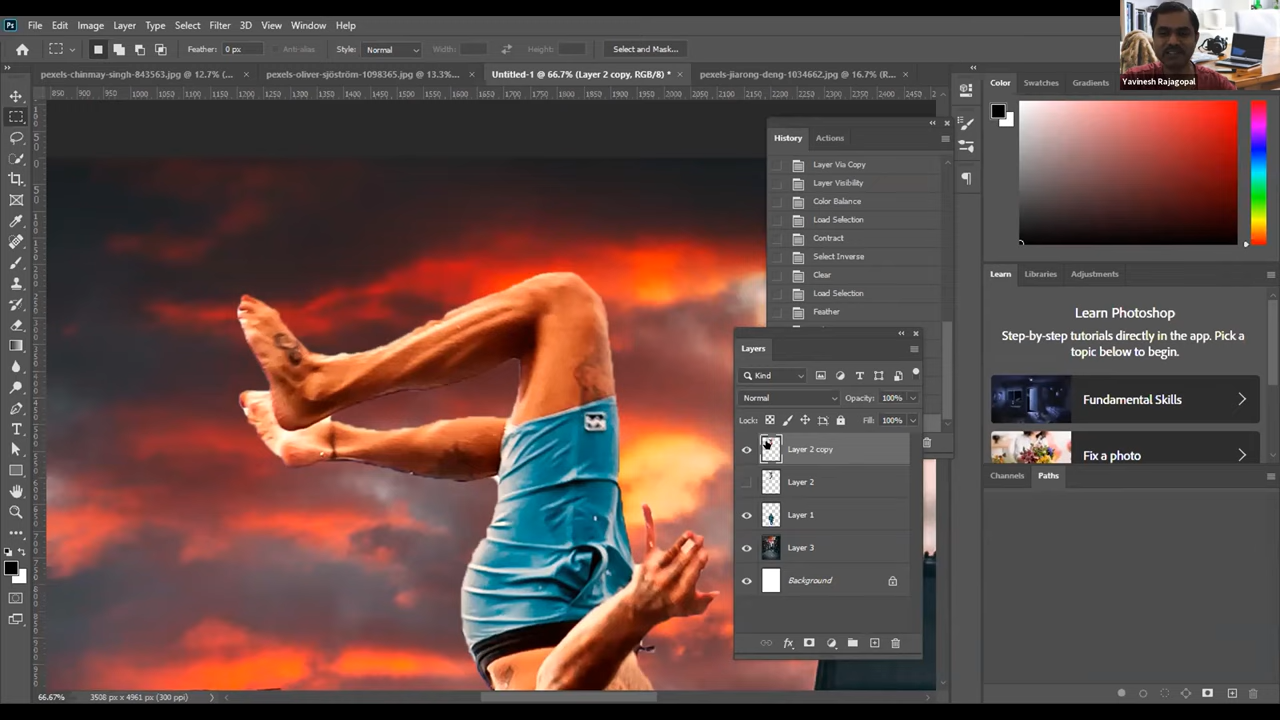 Ps File Edit Image Layer Type Select Filter 3D View Window Help
Feather: 0 px Anti-alias Style: Normal Width: Height: Select and Mask...
Yavinesh Rajagopal
pexels-chinmay-singh-843563.jpg @ 12.7% (... × pexels-oliver-sjöström-1098365.jpg @ 13.3%... × Untitled-1 @ 66.7% (Layer 2 copy, RGB/8) * × pexels-jiarong-deng-1034662.jpg @ 16.7% (R... ×
850 900 950 1000 1050 1100 1150 1200 1250 1300 1350 1400 1450 1500 1550 1600 1650 1700 1750 1800 1850 1900 1950 2000 2050 2100 2150 2200 2250 2300 2350 2400 2450
Color Swatches Gradients
History Actions
Layer Via Copy
Layer Visibility
Color Balance
Load Selection
Contract
Select Inverse
Clear
Load Selection
Feather
Learn Libraries Adjustments
Learn Photoshop
Step-by-step tutorials directly in the app. Pick
a topic below to begin.
Fundamental Skills
Fix a photo
Layers
Kind
Normal Opacity: 100%
Lock: Fill: 100%
Layer 2 copy
Layer 2
Layer 1
Layer 3
Background
fx
Channels Paths
66.67% 3508 px x 4961 px (300 ppi)